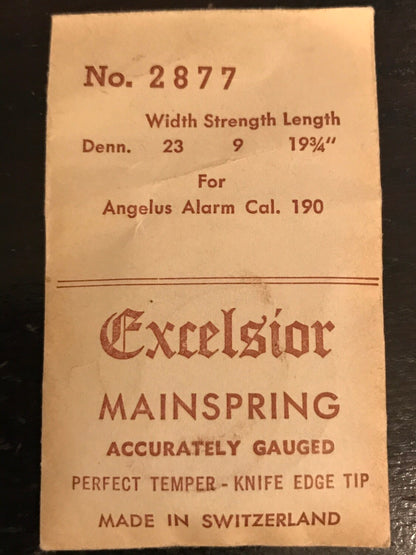 No. 2877
Width Strength Length
Denn. 23 9 19¾"
For
Angelus Alarm Cal. 190
Excelsior
MAINSPRING
ACCURATELY GAUGED
PERFECT TEMPER - KNIFE EDGE TIP
MADE IN SWITZERLAND